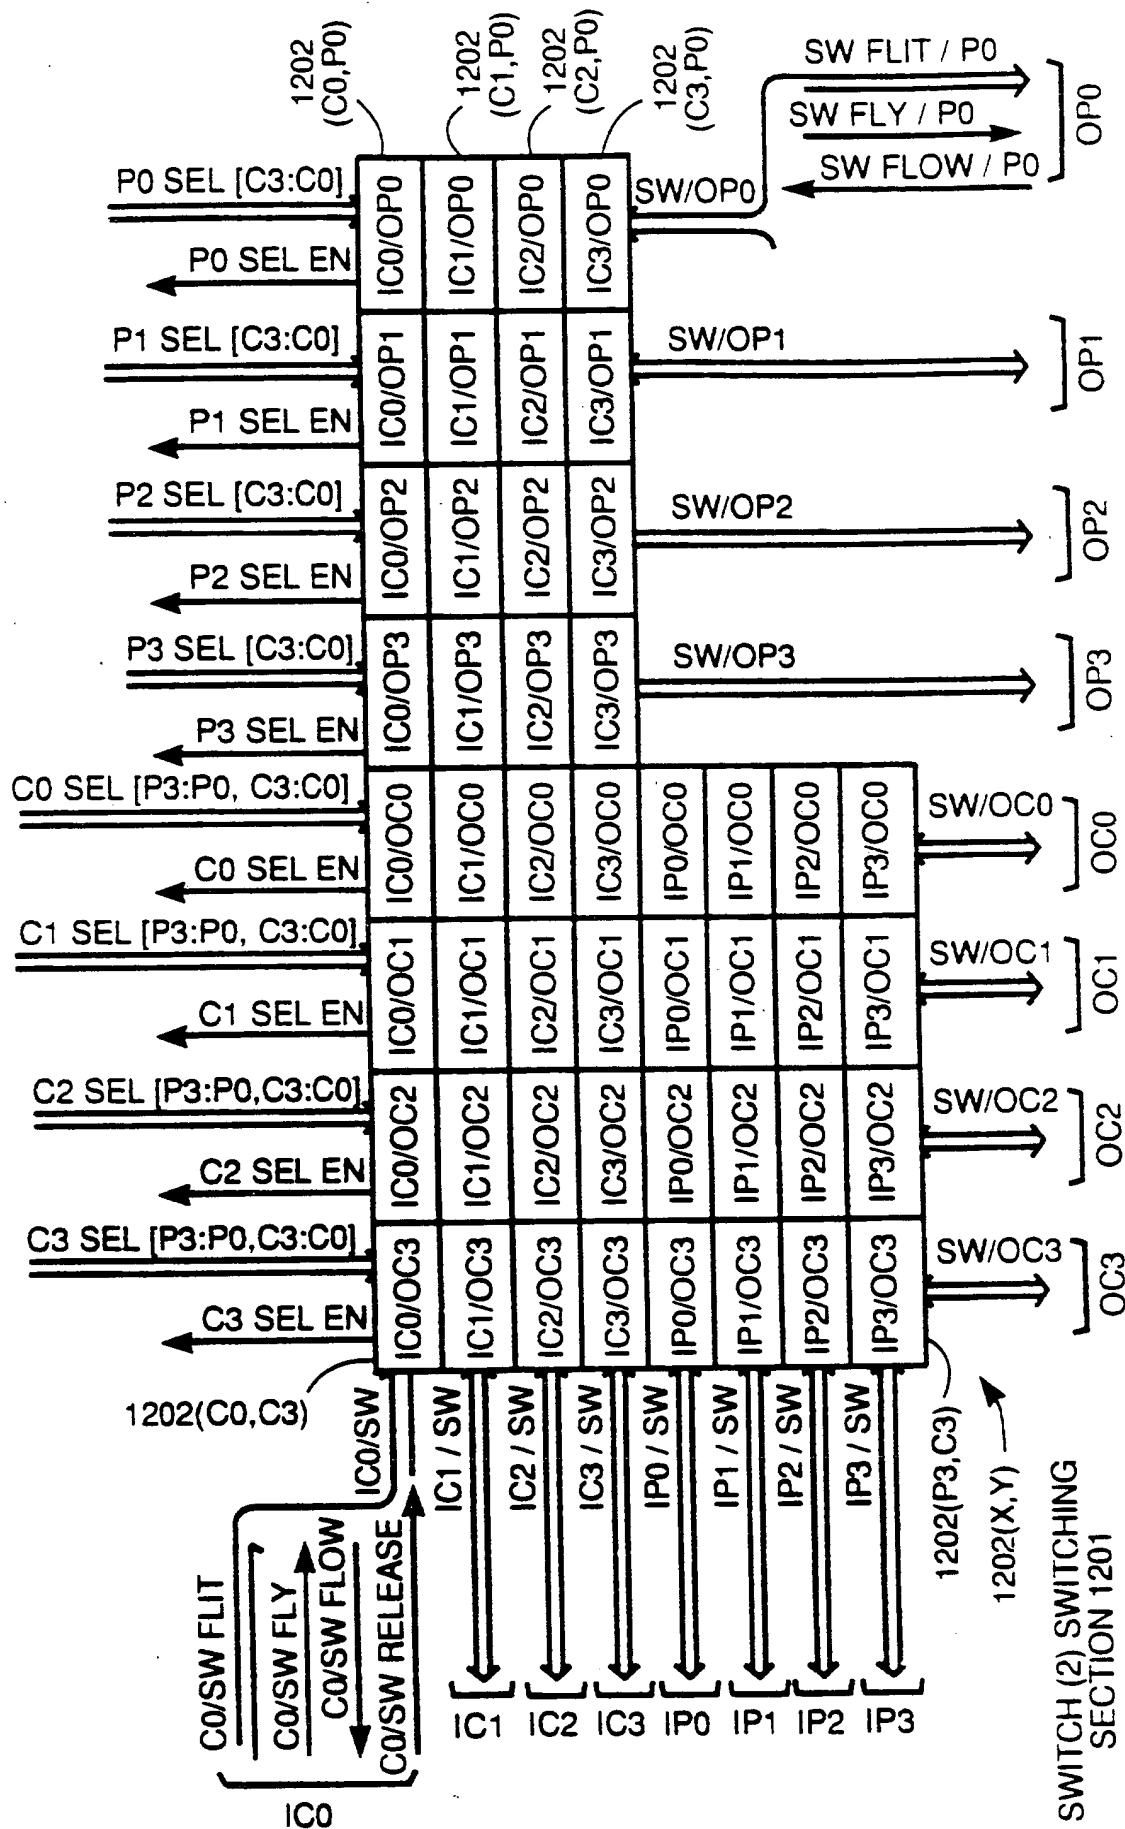 1202
(C0,P0)
1202
(C1,P0)
1202
(C2,P0)
1202
(C3,P0)
P0 SEL [C3:C0]
P0 SEL EN
P1 SEL [C3:C0]
P1 SEL EN
P2 SEL [C3:C0]
P2 SEL EN
P3 SEL [C3:C0]
P3 SEL EN
C0 SEL [P3:P0, C3:C0]
C0 SEL EN
C1 SEL [P3:P0, C3:C0]
C1 SEL EN
C2 SEL [P3:P0,C3:C0]
C2 SEL EN
C3 SEL [P3:P0,C3:C0]
C3 SEL EN
IC0/OP0
IC1/OP0
IC2/OP0
IC3/OP0
IC0/OP1
IC1/OP1
IC2/OP1
IC3/OP1
IC0/OP2
IC1/OP2
IC2/OP2
IC3/OP2
IC0/OP3
IC1/OP3
IC2/OP3
IC3/OP3
IC0/OC0
IC1/OC0
IC2/OC0
IC3/OC0
IP0/OC0
IP1/OC0
IP2/OC0
IP3/OC0
IC0/OC1
IC1/OC1
IC2/OC1
IC3/OC1
IP0/OC1
IP1/OC1
IP2/OC1
IP3/OC1
IC0/OC2
IC1/OC2
IC2/OC2
IC3/OC2
IP0/OC2
IP1/OC2
IP2/OC2
IP3/OC2
IC0/OC3
IC1/OC3
IC2/OC3
IC3/OC3
IP0/OC3
IP1/OC3
IP2/OC3
IP3/OC3
SW/OP0
SW FLIT / P0
SW FLY / P0
SW FLOW / P0
OP0
SW/OP1
OP1
SW/OP2
OP2
SW/OP3
OP3
SW/OC0
OC0
SW/OC1
OC1
SW/OC2
OC2
SW/OC3
OC3
1202(C0,C3)
IC0/SW
IC1 / SW
IC2 / SW
IC3 / SW
IP0 / SW
IP1 / SW
IP2 / SW
IP3 / SW
1202(P3,C3)
1202(X,Y)
C0/SW FLIT
C0/SW FLY
C0/SW FLOW
C0/SW RELEASE
IC0
IC1
IC2
IC3
IP0
IP1
IP2
IP3
SWITCH (2) SWITCHING
SECTION 1201